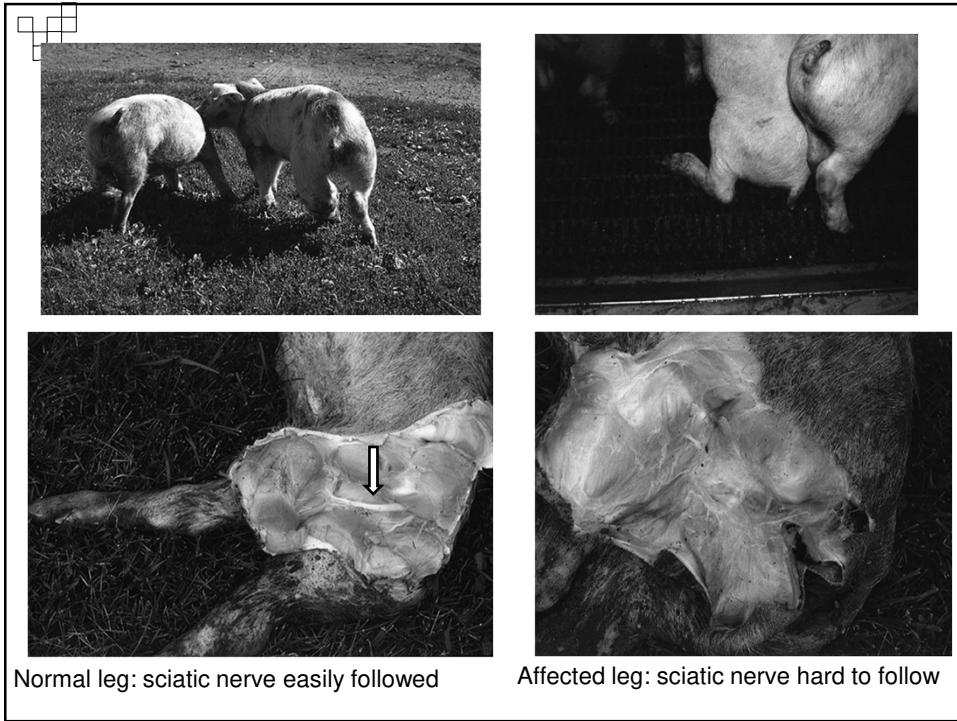 Normal leg: sciatic nerve easily followed
Affected leg: sciatic nerve hard to follow